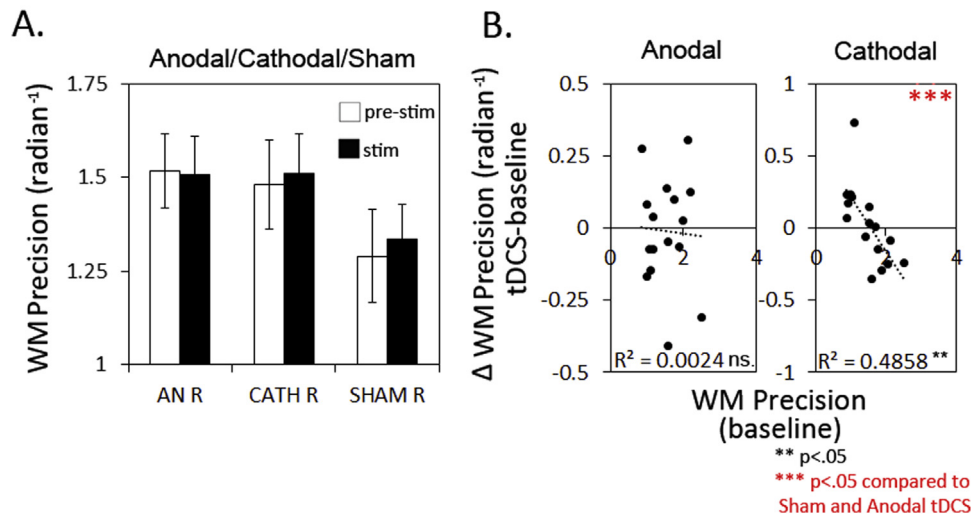 A.
Anodal/Cathodal/Sham
WM Precision (radian⁻¹)
1.75
1.5
1.25
1
pre-stim
stim
AN R
CATH R
SHAM R
B.
Anodal
Cathodal
Δ WM Precision (radian⁻¹)
tDCS-baseline
0.5
0.25
0
-0.25
-0.5
2
4
R² = 0.0024 ns.
1
0.5
0
-0.5
-1
2
4
***
R² = 0.4858 **
WM Precision
(baseline)
** p<.05
*** p<.05 compared to
Sham and Anodal tDCS